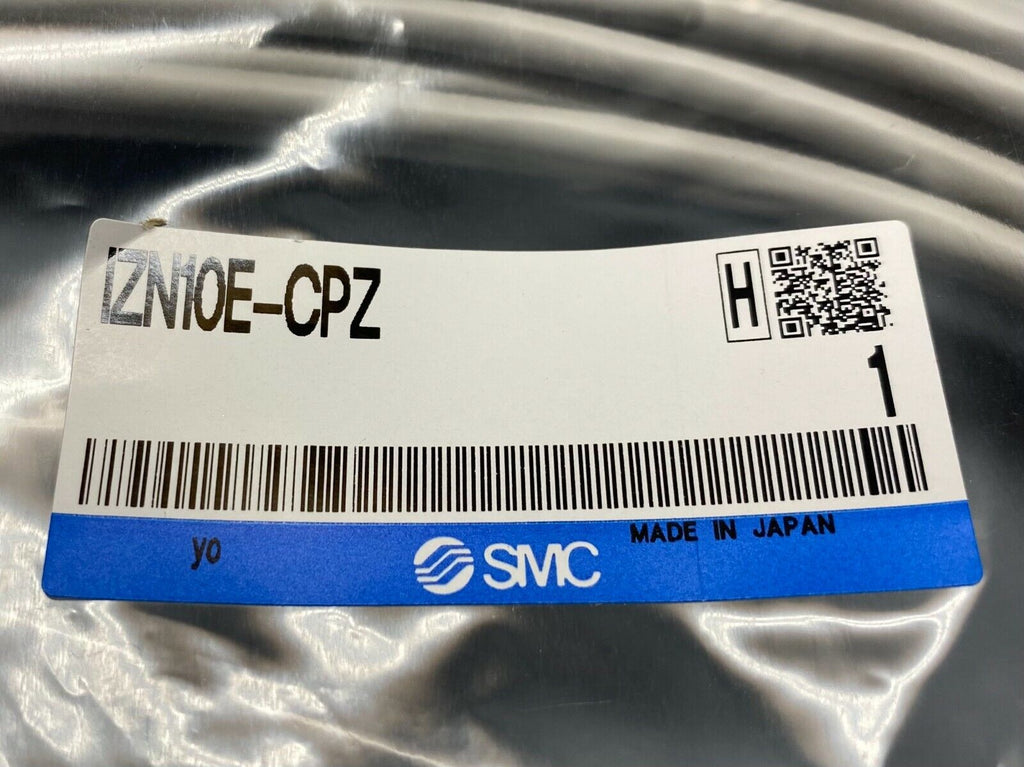 IZN10E-CPZ
H
1
yo
SMC
MADE IN JAPAN